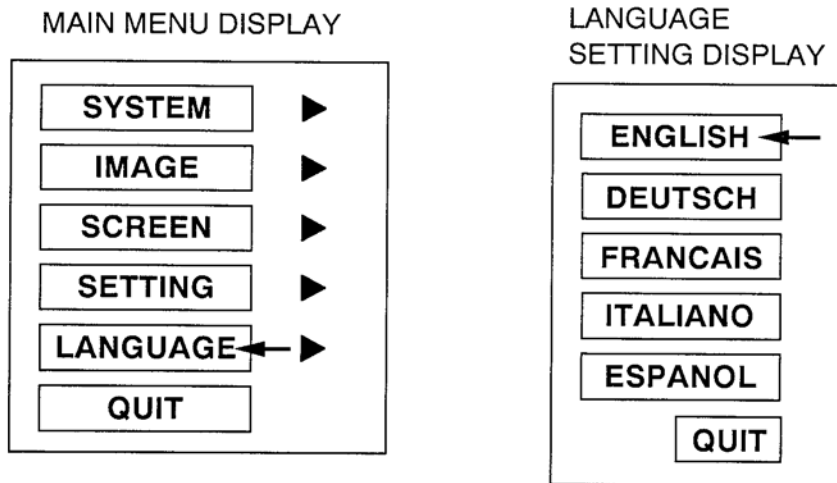 MAIN MENU DISPLAY
SYSTEM
IMAGE
SCREEN
SETTING
LANGUAGE
QUIT
LANGUAGE
SETTING DISPLAY
ENGLISH
DEUTSCH
FRANCAIS
ITALIANO
ESPANOL
QUIT